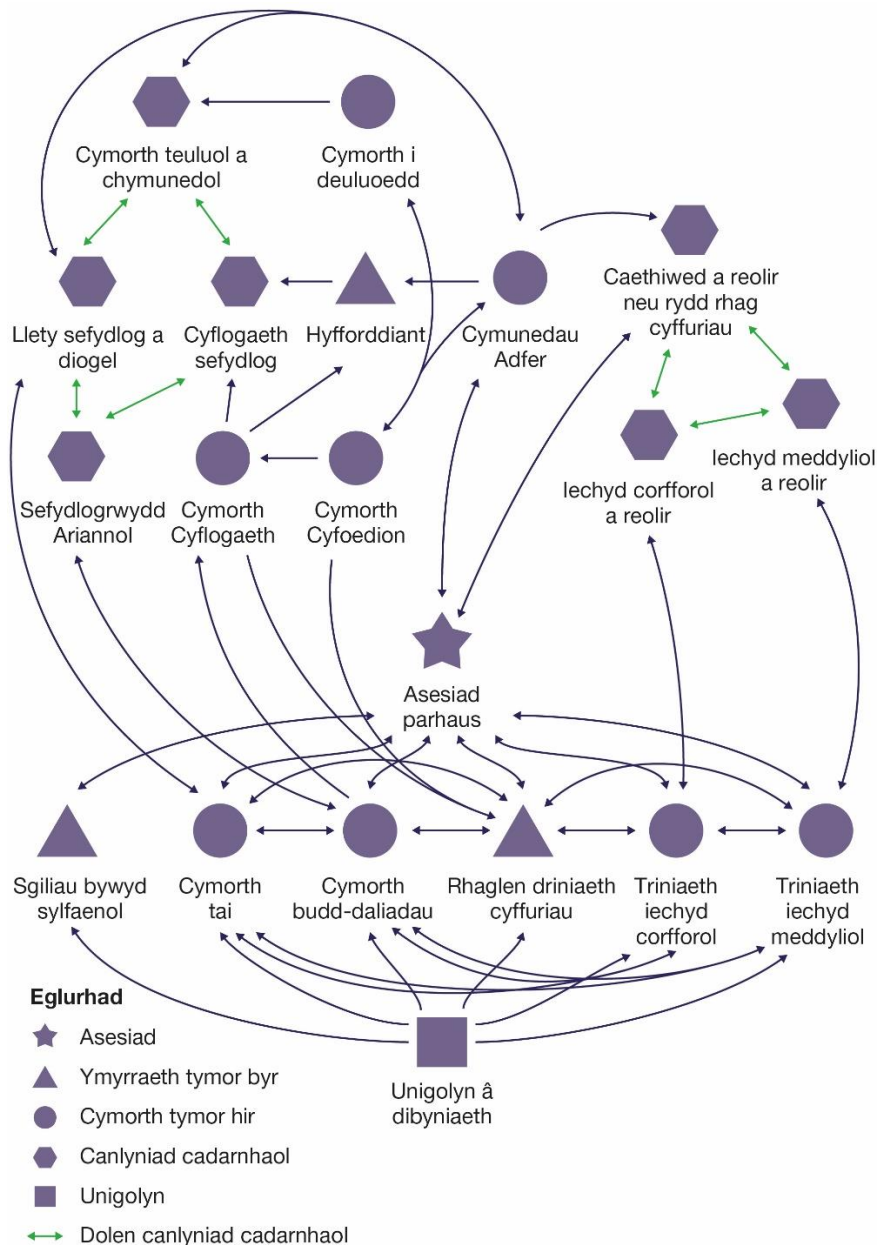 Cymorth teuluol a
chymunedol
Cymorth i
deuluoedd
Caethiwed a reolir
neu rydd rhag
cyffuriau
Llety sefydlog a
diogel
Cyflogaeth
sefydlog
Hyfforddiant
Cymunedau
Adfer
Iechyd meddyliol
a reolir
Iechyd corfforol
a reolir
Sefydlogrwydd
Ariannol
Cymorth
Cyflogaeth
Cymorth
Cyfoedion
Asesiad
parhaus
Sgiliau bywyd
sylfaenol
Cymorth
tai
Cymorth
budd-daliadau
Rhaglen driniaeth
cyffuriau
Triniaeth
iechyd
corfforol
Triniaeth
iechyd
meddyliol
Unigolyn â
dibyniaeth
Eglurhad
Asesiad
Ymyrraeth tymor byr
Cymorth tymor hir
Canlyniad cadarnhaol
Unigolyn
Dolen canlyniad cadarnhaol